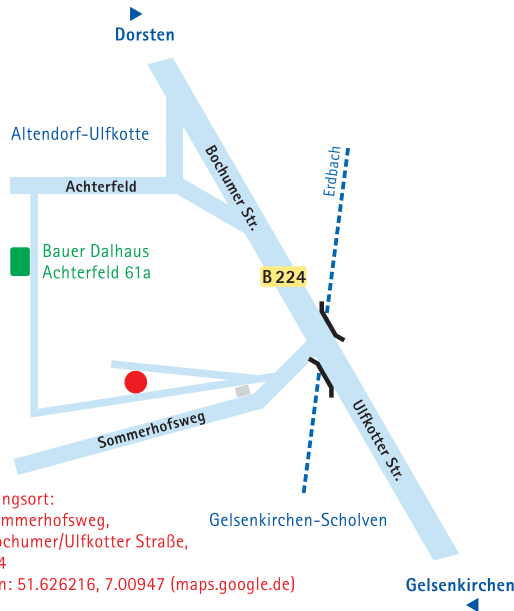 Dorsten
Altendorf-Ulfkotte
Bochumer Str.
Erdbach
Achterfeld
Bauer Dalhaus
Achterfeld 61a
B 224
Ulfkotter Str.
Sommerhofsweg
ngsort:
mmerhofsweg,
ochumer/Ulfkotter Straße,
4
n: 51.626216, 7.00947 (maps.google.de)
Gelsenkirchen-Scholven
Gelsenkirchen